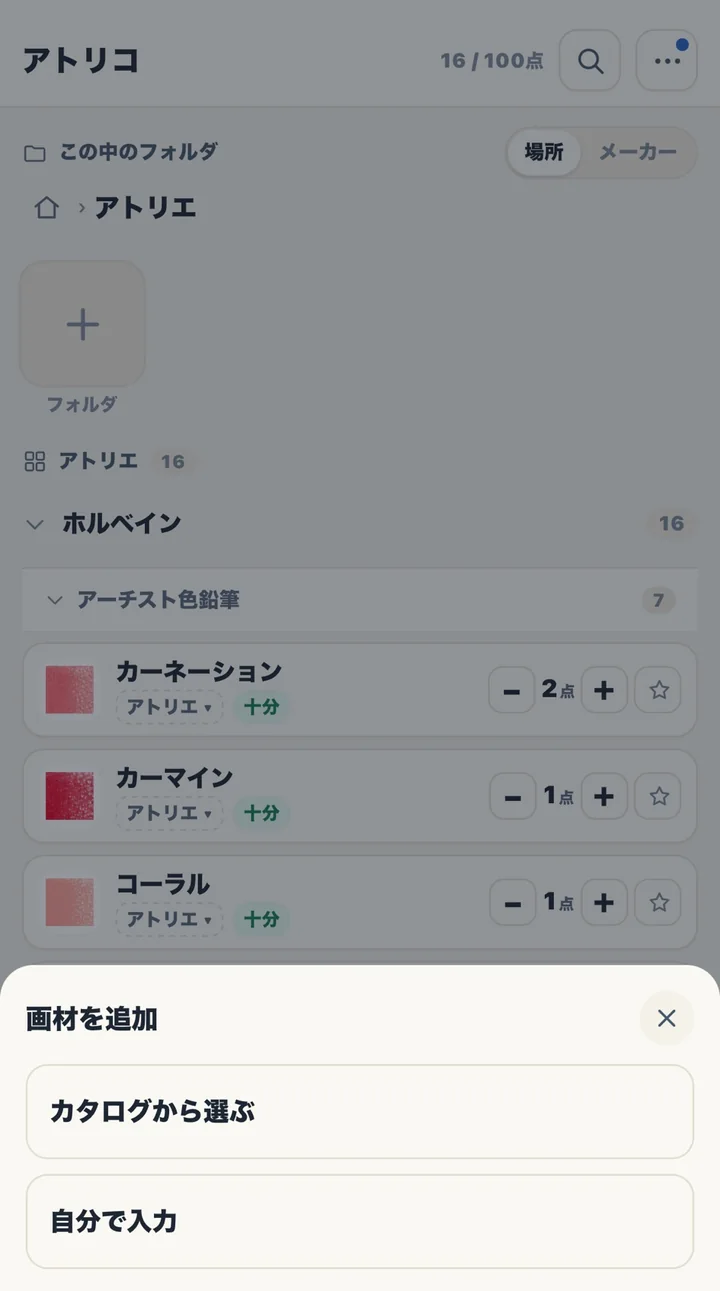 アトリコ
16 / 100点
この中のフォルダ
場所 メーカー
› アトリエ
フォルダ
アトリエ 16
ホルベイン 16
アーチスト色鉛筆 7
カーネーション
アトリエ ▾ 十分
− 2点 +
カーマイン
アトリエ ▾ 十分
− 1点 +
コーラル
アトリエ ▾ 十分
− 1点 +
画材を追加
カタログから選ぶ
自分で入力